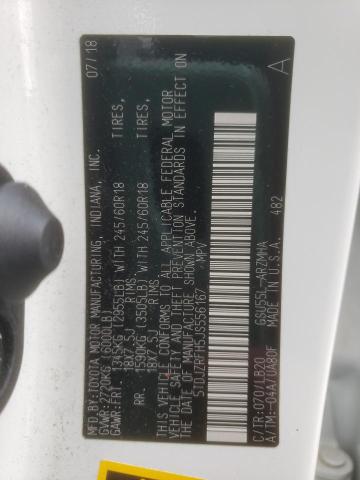 MFD.BY:TOYOTA MOTOR MANUFACTURING, INDIANA, INC. 07/18
GVWR:2720KG(6000LB)
GAWR:FRT. 1345KG(2955LB)WITH 245/60R18 TIRES,
18X7.5J RIMS
RR. 1590KG(3505LB)WITH 245/60R18 TIRES,
18X7.5J RIMS
THIS VEHICLE CONFORMS TO ALL APPLICABLE FEDERAL MOTOR
VEHICLE SAFETY AND THEFT PREVENTION STANDARDS IN EFFECT ON
THE DATE OF MANUFACTURE SHOWN ABOVE.
5TDJZRFH5JS556167 MPV
C/TR:070/LB20 GSU55L-ARZMHA
A/TM:-04A/UA80F MADE IN U.S.A.
482
A